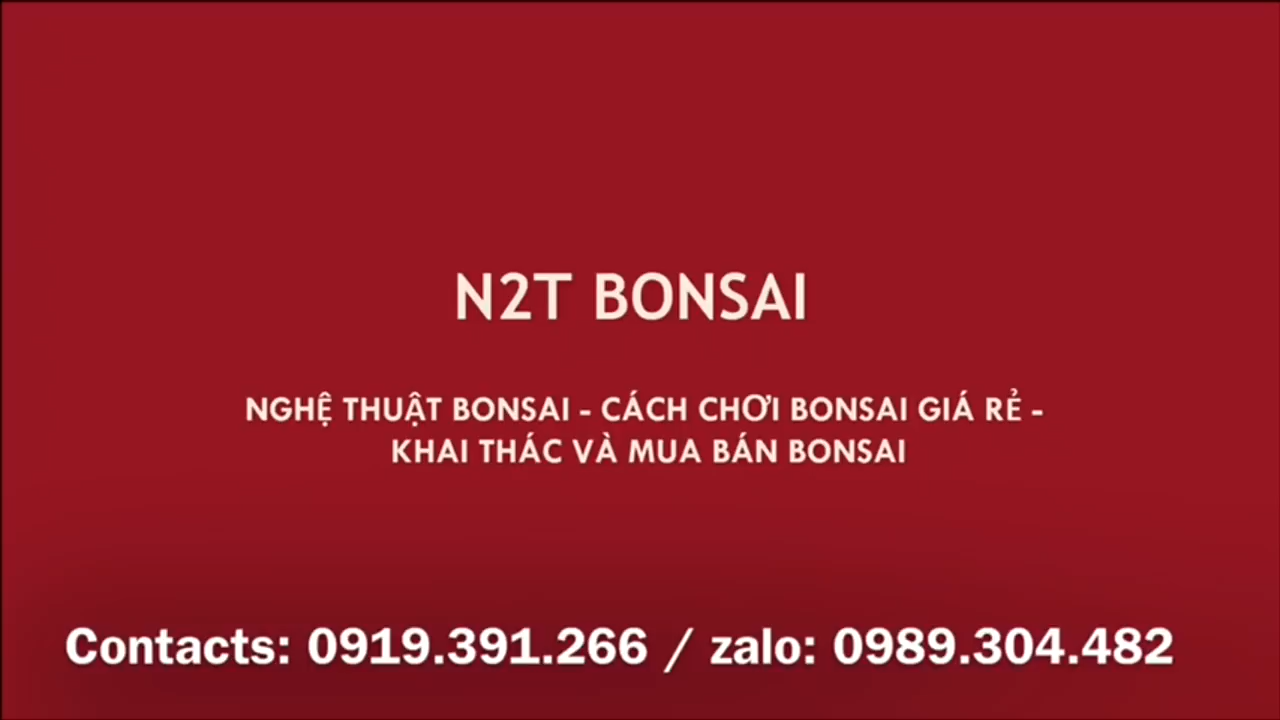 N2T BONSAI
NGHỆ THUẬT BONSAI - CÁCH CHƠI BONSAI GIÁ RẺ -
KHAI THÁC VÀ MUA BÁN BONSAI
Contacts: 0919.391.266 / zalo: 0989.304.482